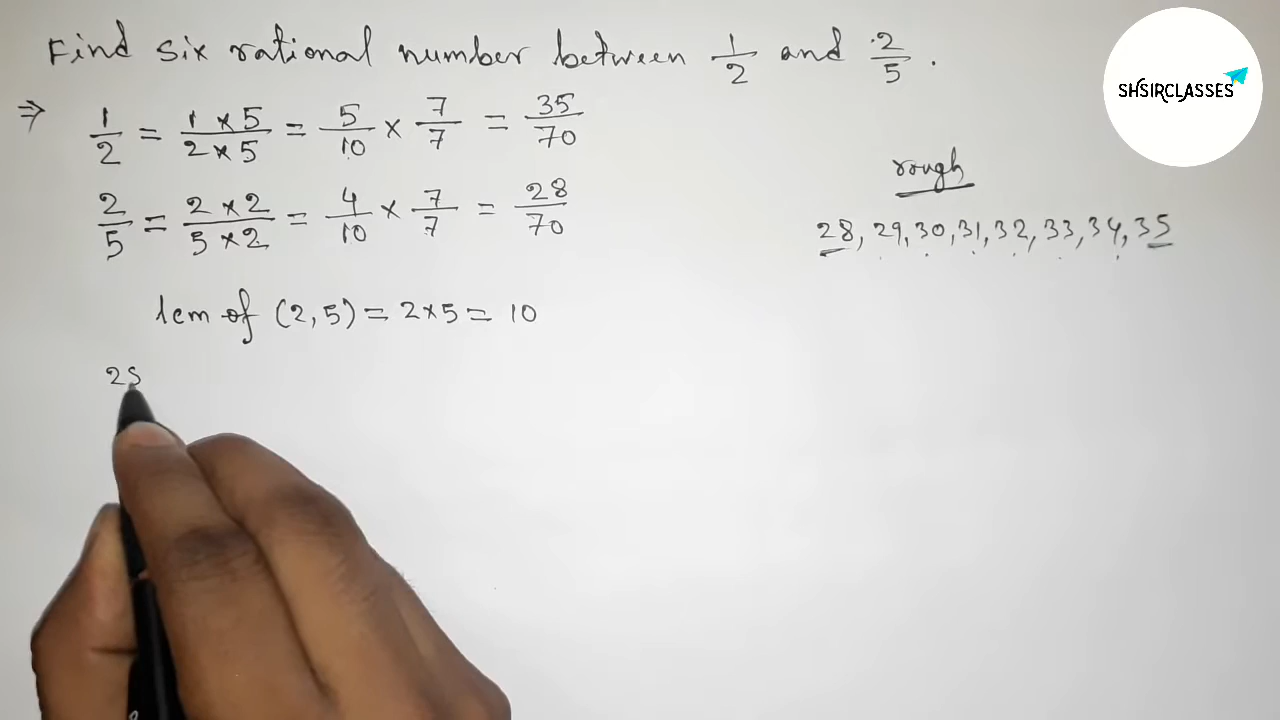 Find six rational number between 1/2 and 2/5.
SHSIRCLASSES
⇒ 1/2 = 1 × 5 / 2 × 5 = 5/10 × 7/7 = 35/70
rough
2/5 = 2 × 2 / 5 × 2 = 4/10 × 7/7 = 28/70
28, 29, 30, 31, 32, 33, 34, 35
lcm of (2, 5) = 2 × 5 = 10